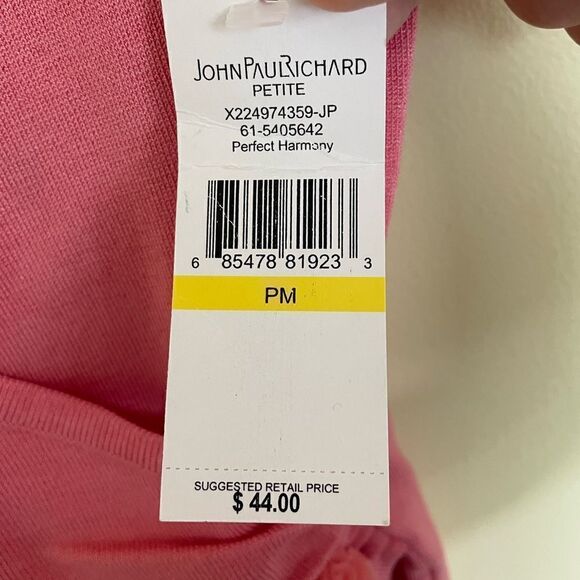 JOHNPAULRICHARD
PETITE
X224974359-JP
61-5405642
Perfect Harmony
6 85478 81923 3
PM
SUGGESTED RETAIL PRICE
$ 44.00